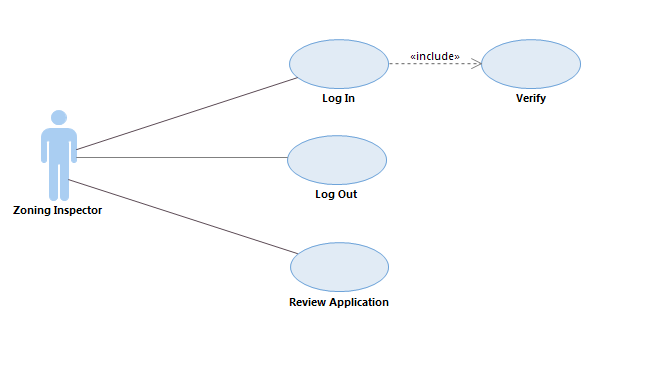 «include»
Log In
Verify
Log Out
Zoning Inspector
Review Application